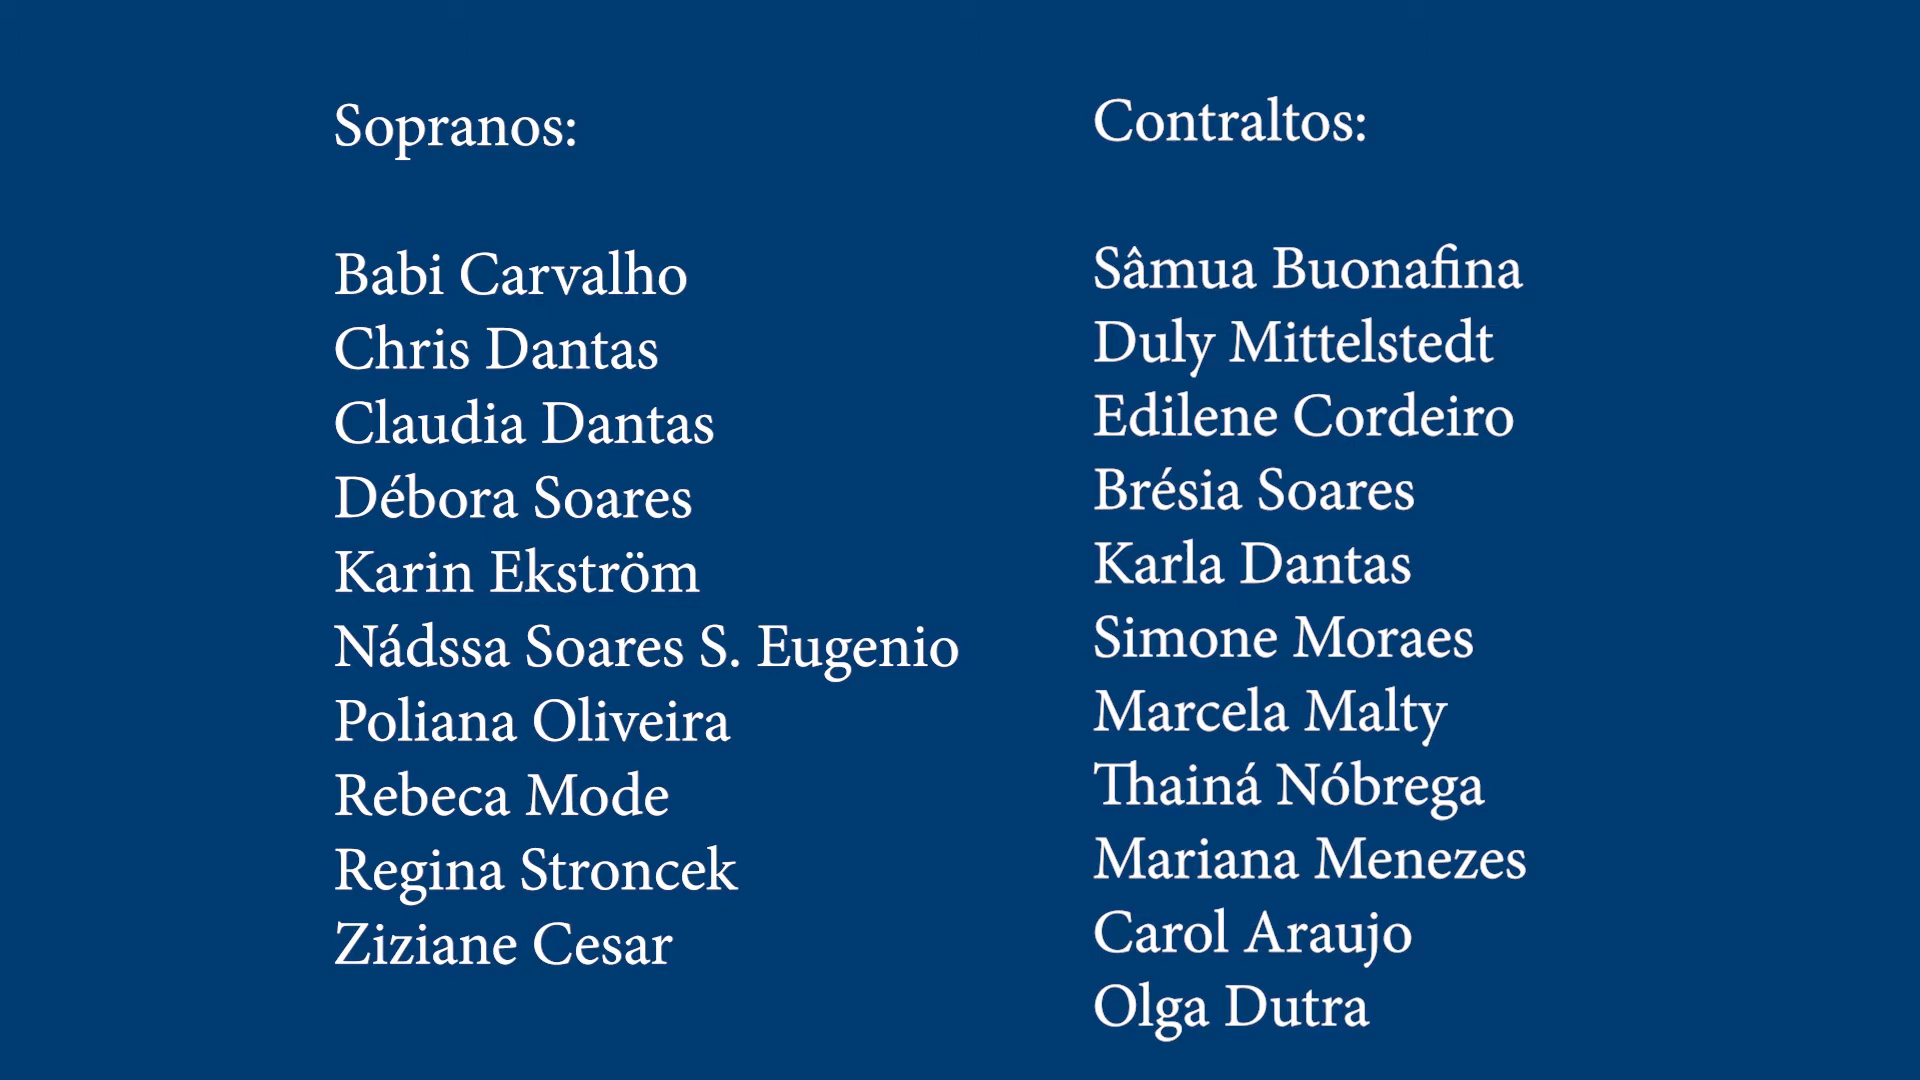 Sopranos:
Babi Carvalho
Chris Dantas
Claudia Dantas
Débora Soares
Karin Ekström
Nádssa Soares S. Eugenio
Poliana Oliveira
Rebeca Mode
Regina Stroncek
Ziziane Cesar
Contraltos:
Sâmua Buonafina
Duly Mittelstedt
Edilene Cordeiro
Brésia Soares
Karla Dantas
Simone Moraes
Marcela Malty
Thainá Nóbrega
Mariana Menezes
Carol Araujo
Olga Dutra